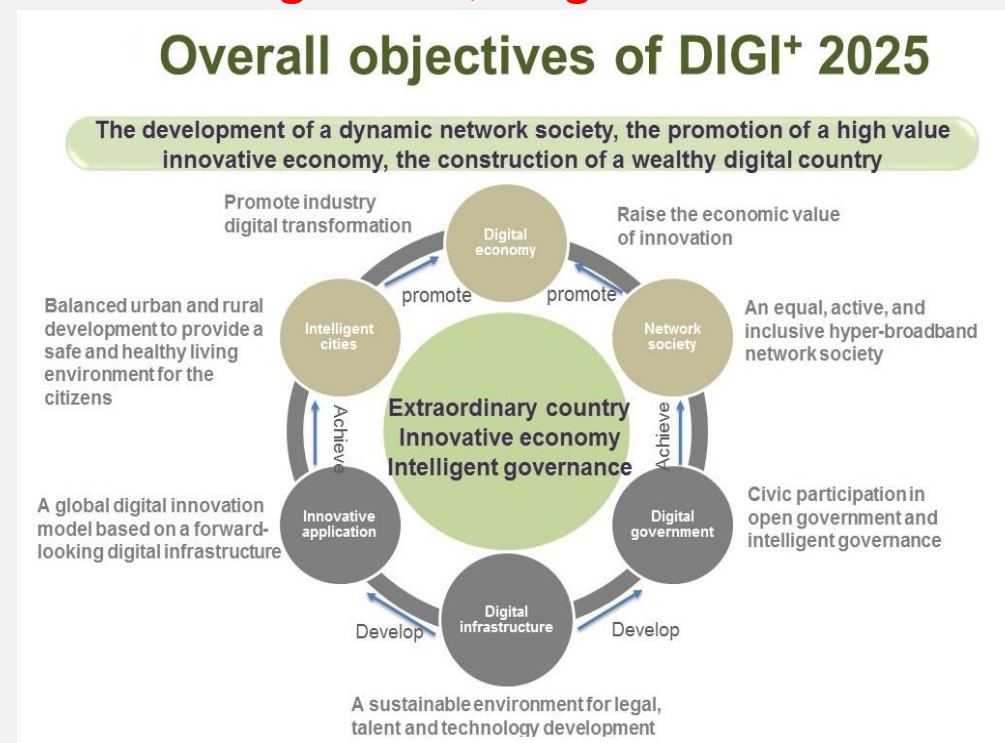 Overall objectives of DIGI+ 2025
The development of a dynamic network society, the promotion of a high value
innovative economy, the construction of a wealthy digital country
Promote industry
digital transformation
Digital
economy
Raise the economic value
of innovation
promote
promote
Balanced urban and rural
development to provide a
safe and healthy living
environment for the
citizens
Intelligent
cities
Network
society
An equal, active, and
inclusive hyper-broadband
network society
Achieve
Extraordinary country
Innovative economy
Intelligent governance
Achieve
A global digital innovation
model based on a forward-
looking digital infrastructure
Innovative
application
Digital
government
Civic participation in
open government and
intelligent governance
Develop
Digital
infrastructure
Develop
A sustainable environment for legal,
talent and technology development